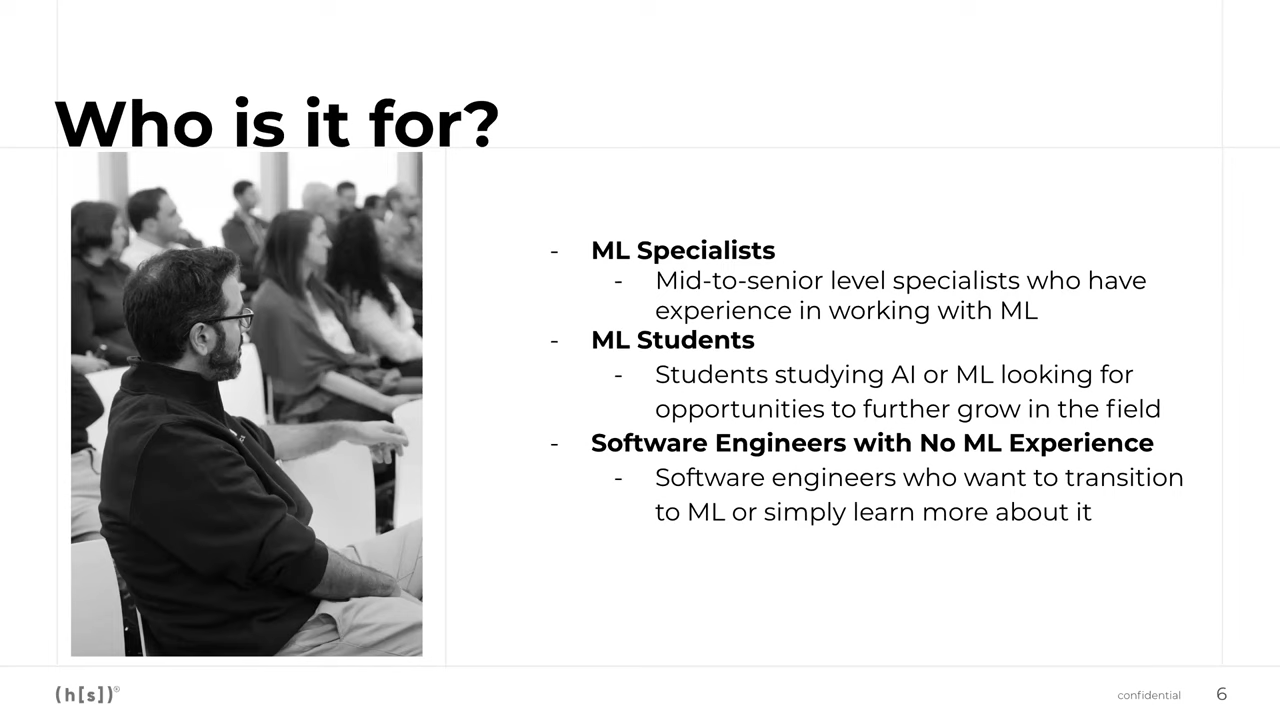 Who is it for?
- ML Specialists
- Mid-to-senior level specialists who have
experience in working with ML
- ML Students
- Students studying AI or ML looking for
opportunities to further grow in the field
- Software Engineers with No ML Experience
- Software engineers who want to transition
to ML or simply learn more about it
(h[s])®
confidential
6